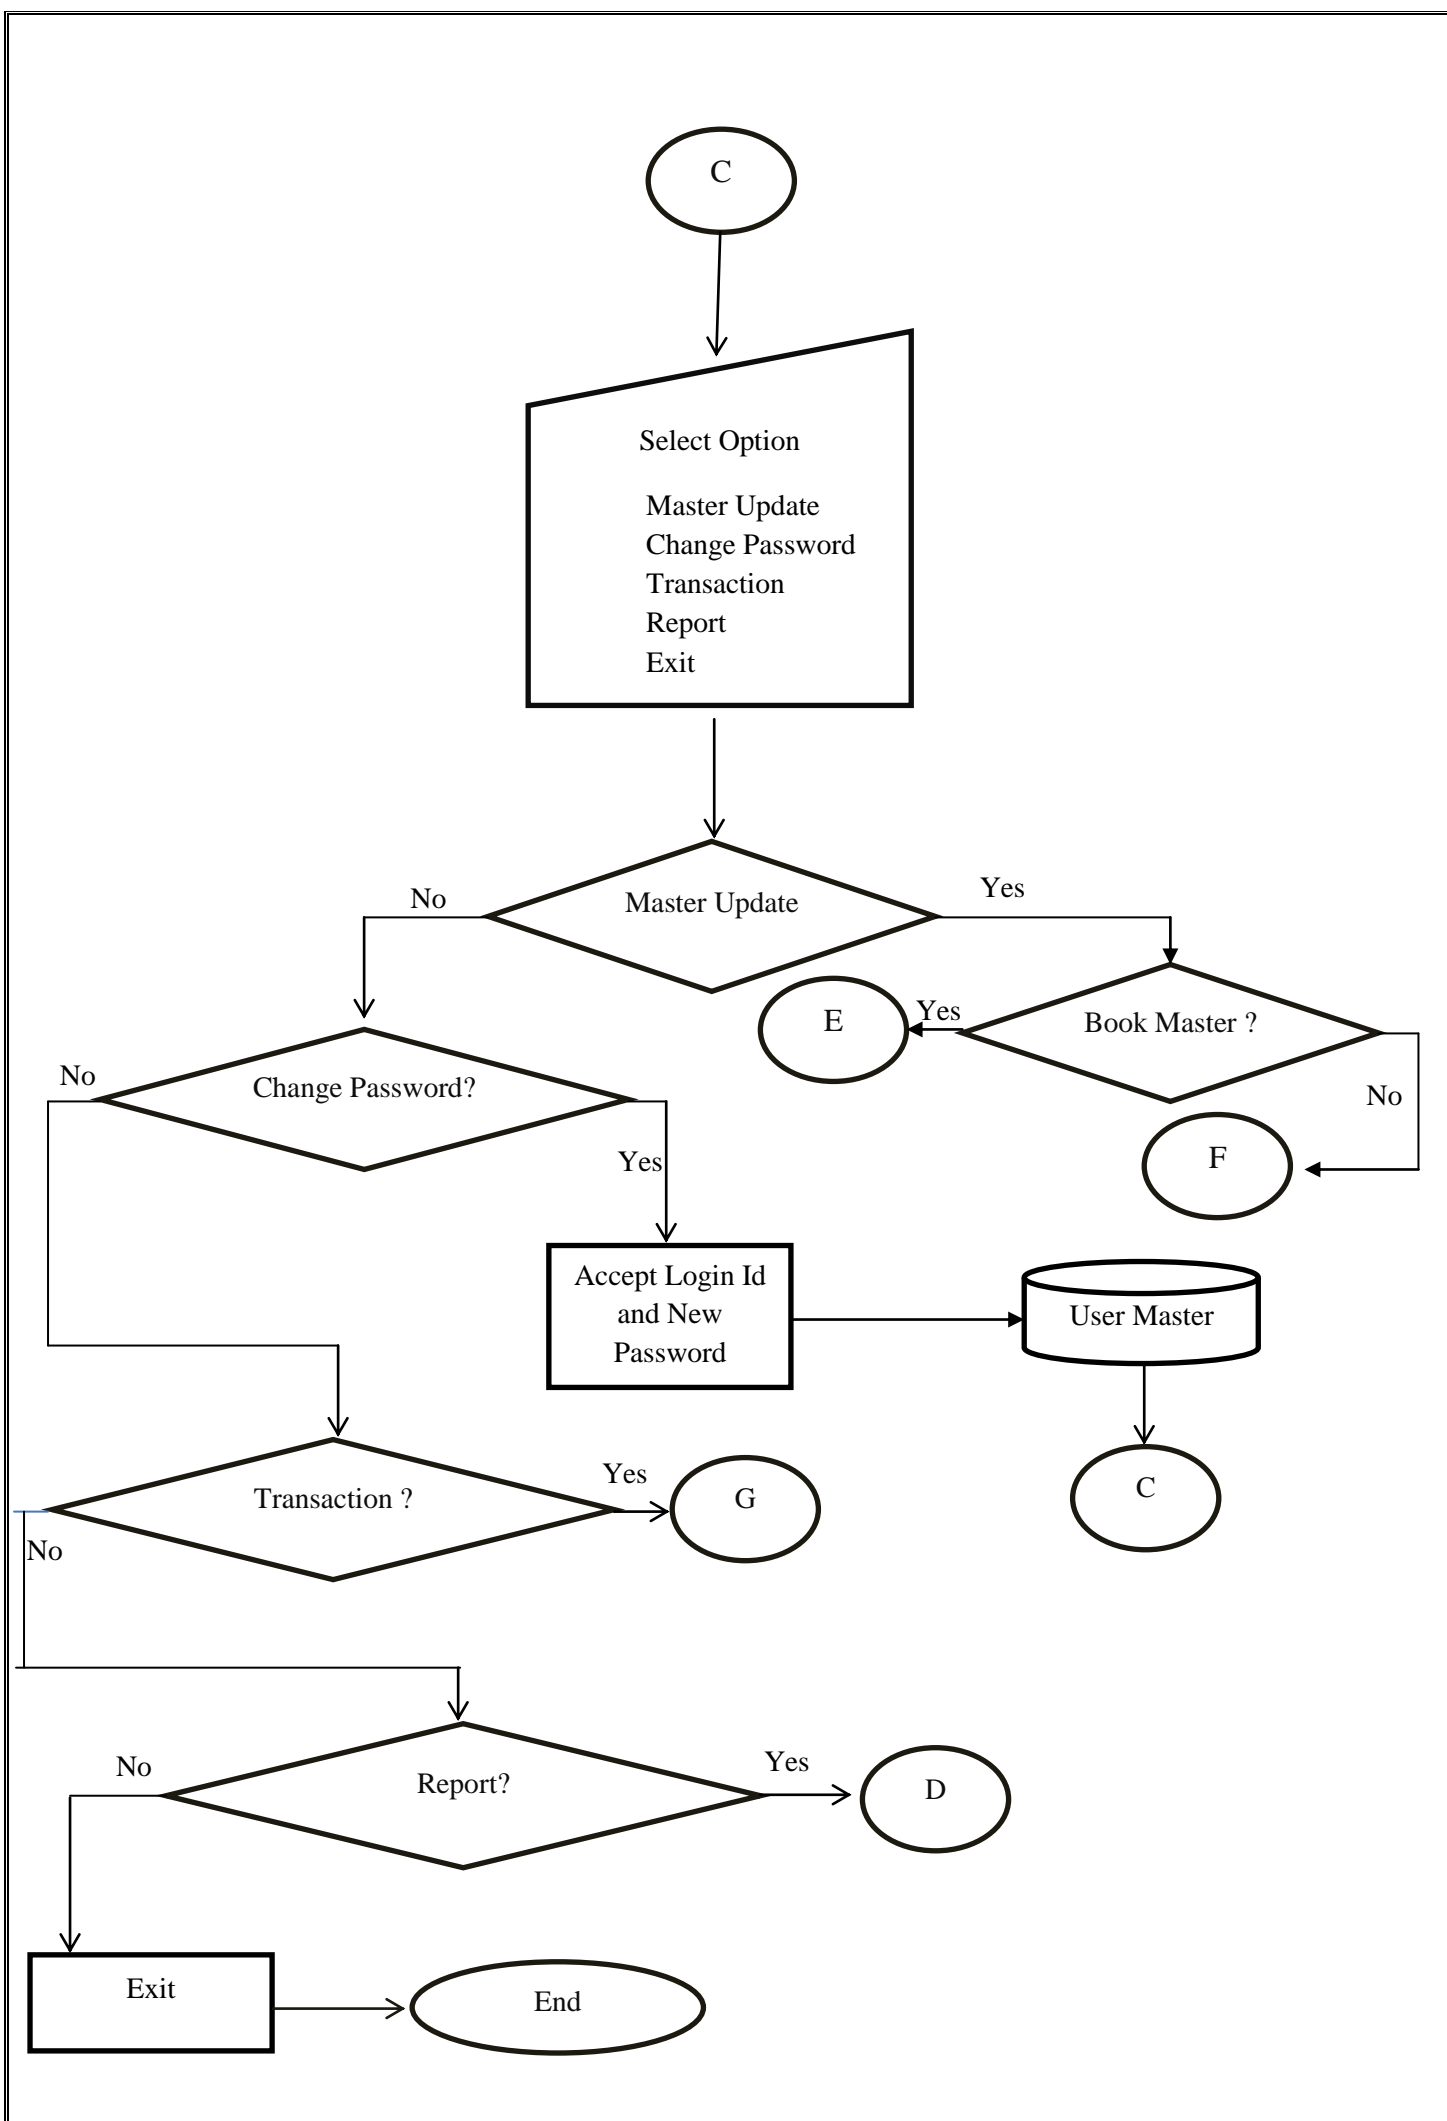 C
Select Option
Master Update
Change Password
Transaction
Report
Exit
No
Master Update
Yes
E
Yes
Book Master ?
No
No
Change Password?
Yes
F
Accept Login Id
and New
Password
User Master
Transaction ?
Yes
G
C
No
No
Report?
Yes
D
Exit
End